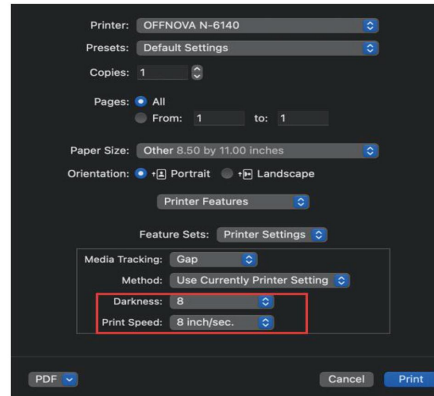 Printer: OFFNOVA N-6140
Presets: Default Settings
Copies: 1
Pages: All
From: 1 to: 1
Paper Size: Other 8.50 by 11.00 inches
Orientation: Portrait Landscape
Printer Features
Feature Sets: Printer Settings
Media Tracking: Gap
Method: Use Currently Printer Setting
Darkness: 8
Print Speed: 8 inch/sec.
PDF Cancel Print